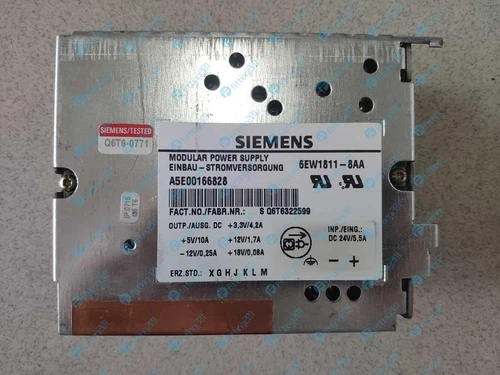 SIEMENS/TESTED
Q6T6-0771
SIEMENS
MODULAR POWER SUPPLY
EINBAU-STROMVERSORGUNG
6EW1811-8AA
A5E00166828
FACT.NO./FABR.NR.: S Q6T6322599
OUTP./AUSG. DC +3,3V/4,2A
+5V/10A +12V/1,7A
-12V/0,25A +18V/0,08A
INP./EING.:
DC 24V/5,5A
ERZ.STD.: X G H J K L M
- +